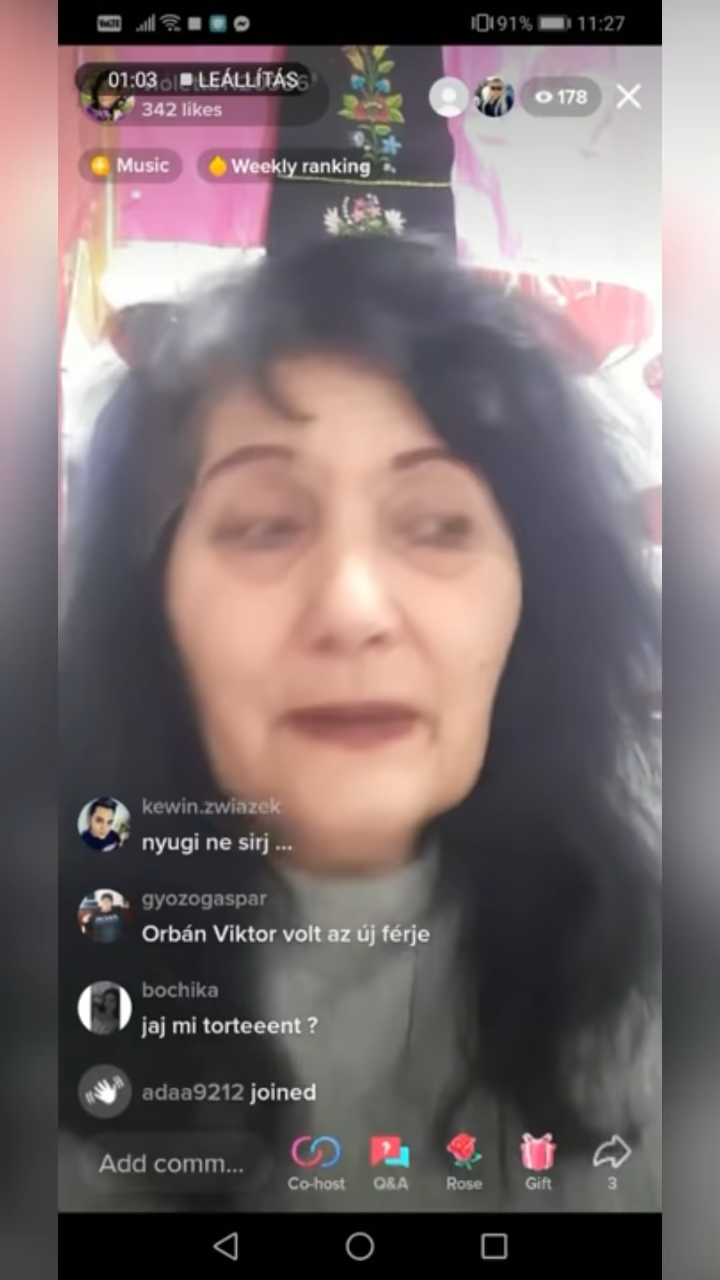 VoLTE
91%
11:27
01:03 LEÁLLÍTÁS
342 likes
178
Music
Weekly ranking
kewin.zwiazek
nyugi ne sirj ...
gyozogaspar
Orbán Viktor volt az új férje
bochika
jaj mi torteeent ?
adaa9212 joined
Add comm...
Co-host
Q&A
Rose
Gift
3